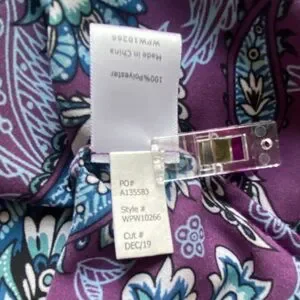 WPW10266
Made in China
100%Polyester
PO#
A135583
Style #
WPW10266
Cut #
DEC/19